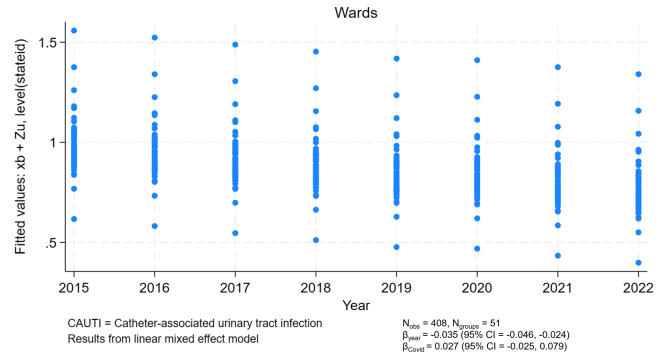 Wards
Fitted values: xb + Zu, level(stateid)
1.5
1
.5
2015 2016 2017 2018 2019 2020 2021 2022
Year
CAUTI = Catheter-associated urinary tract infection
Results from linear mixed effect model
N_obs = 408, N_groups = 51
β_year = -0.035 (95% CI = -0.046, -0.024)
β_Covid = 0.027 (95% CI = -0.025, 0.079)